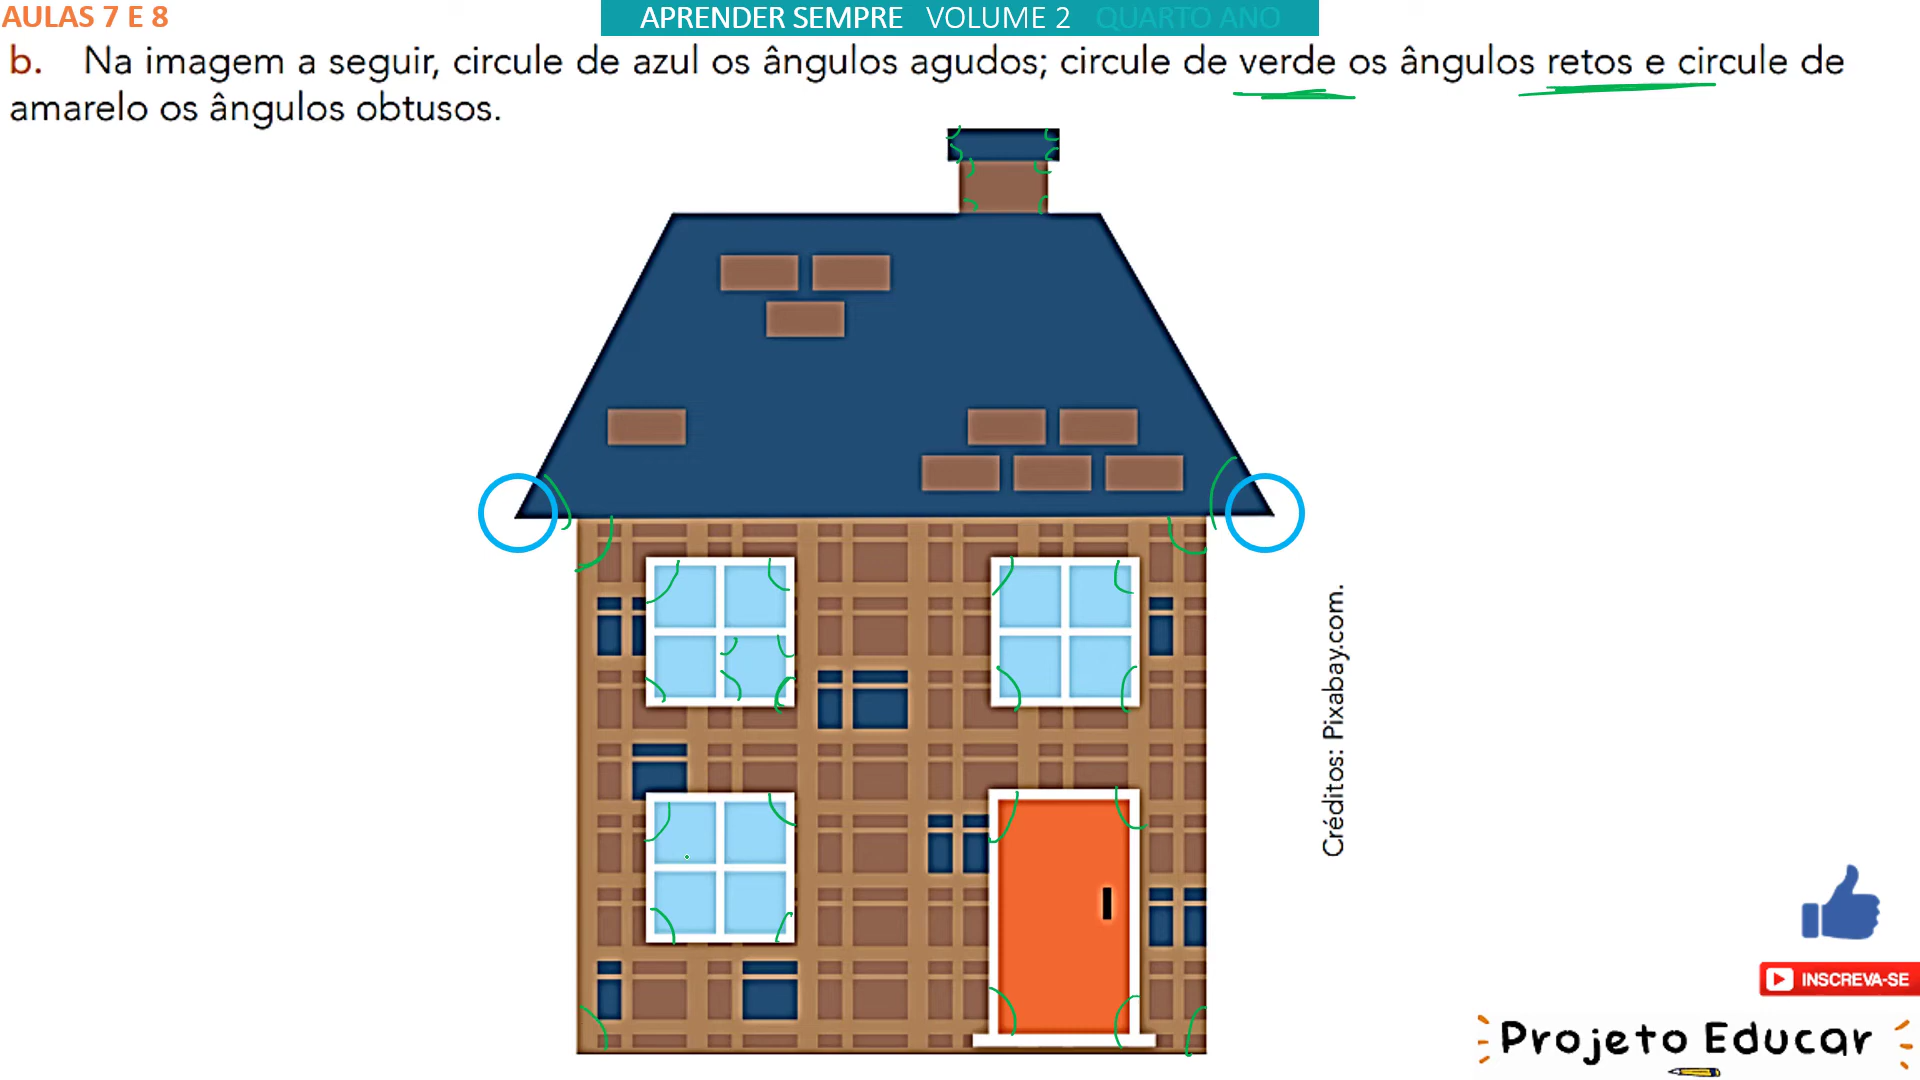 AULAS 7 E 8
APRENDER SEMPRE VOLUME 2 QUARTO ANO
b. Na imagem a seguir, circule de azul os ângulos agudos; circule de verde os ângulos retos e circule de
amarelo os ângulos obtusos.
Créditos: Pixabay.com.
INSCREVA-SE
Projeto Educar